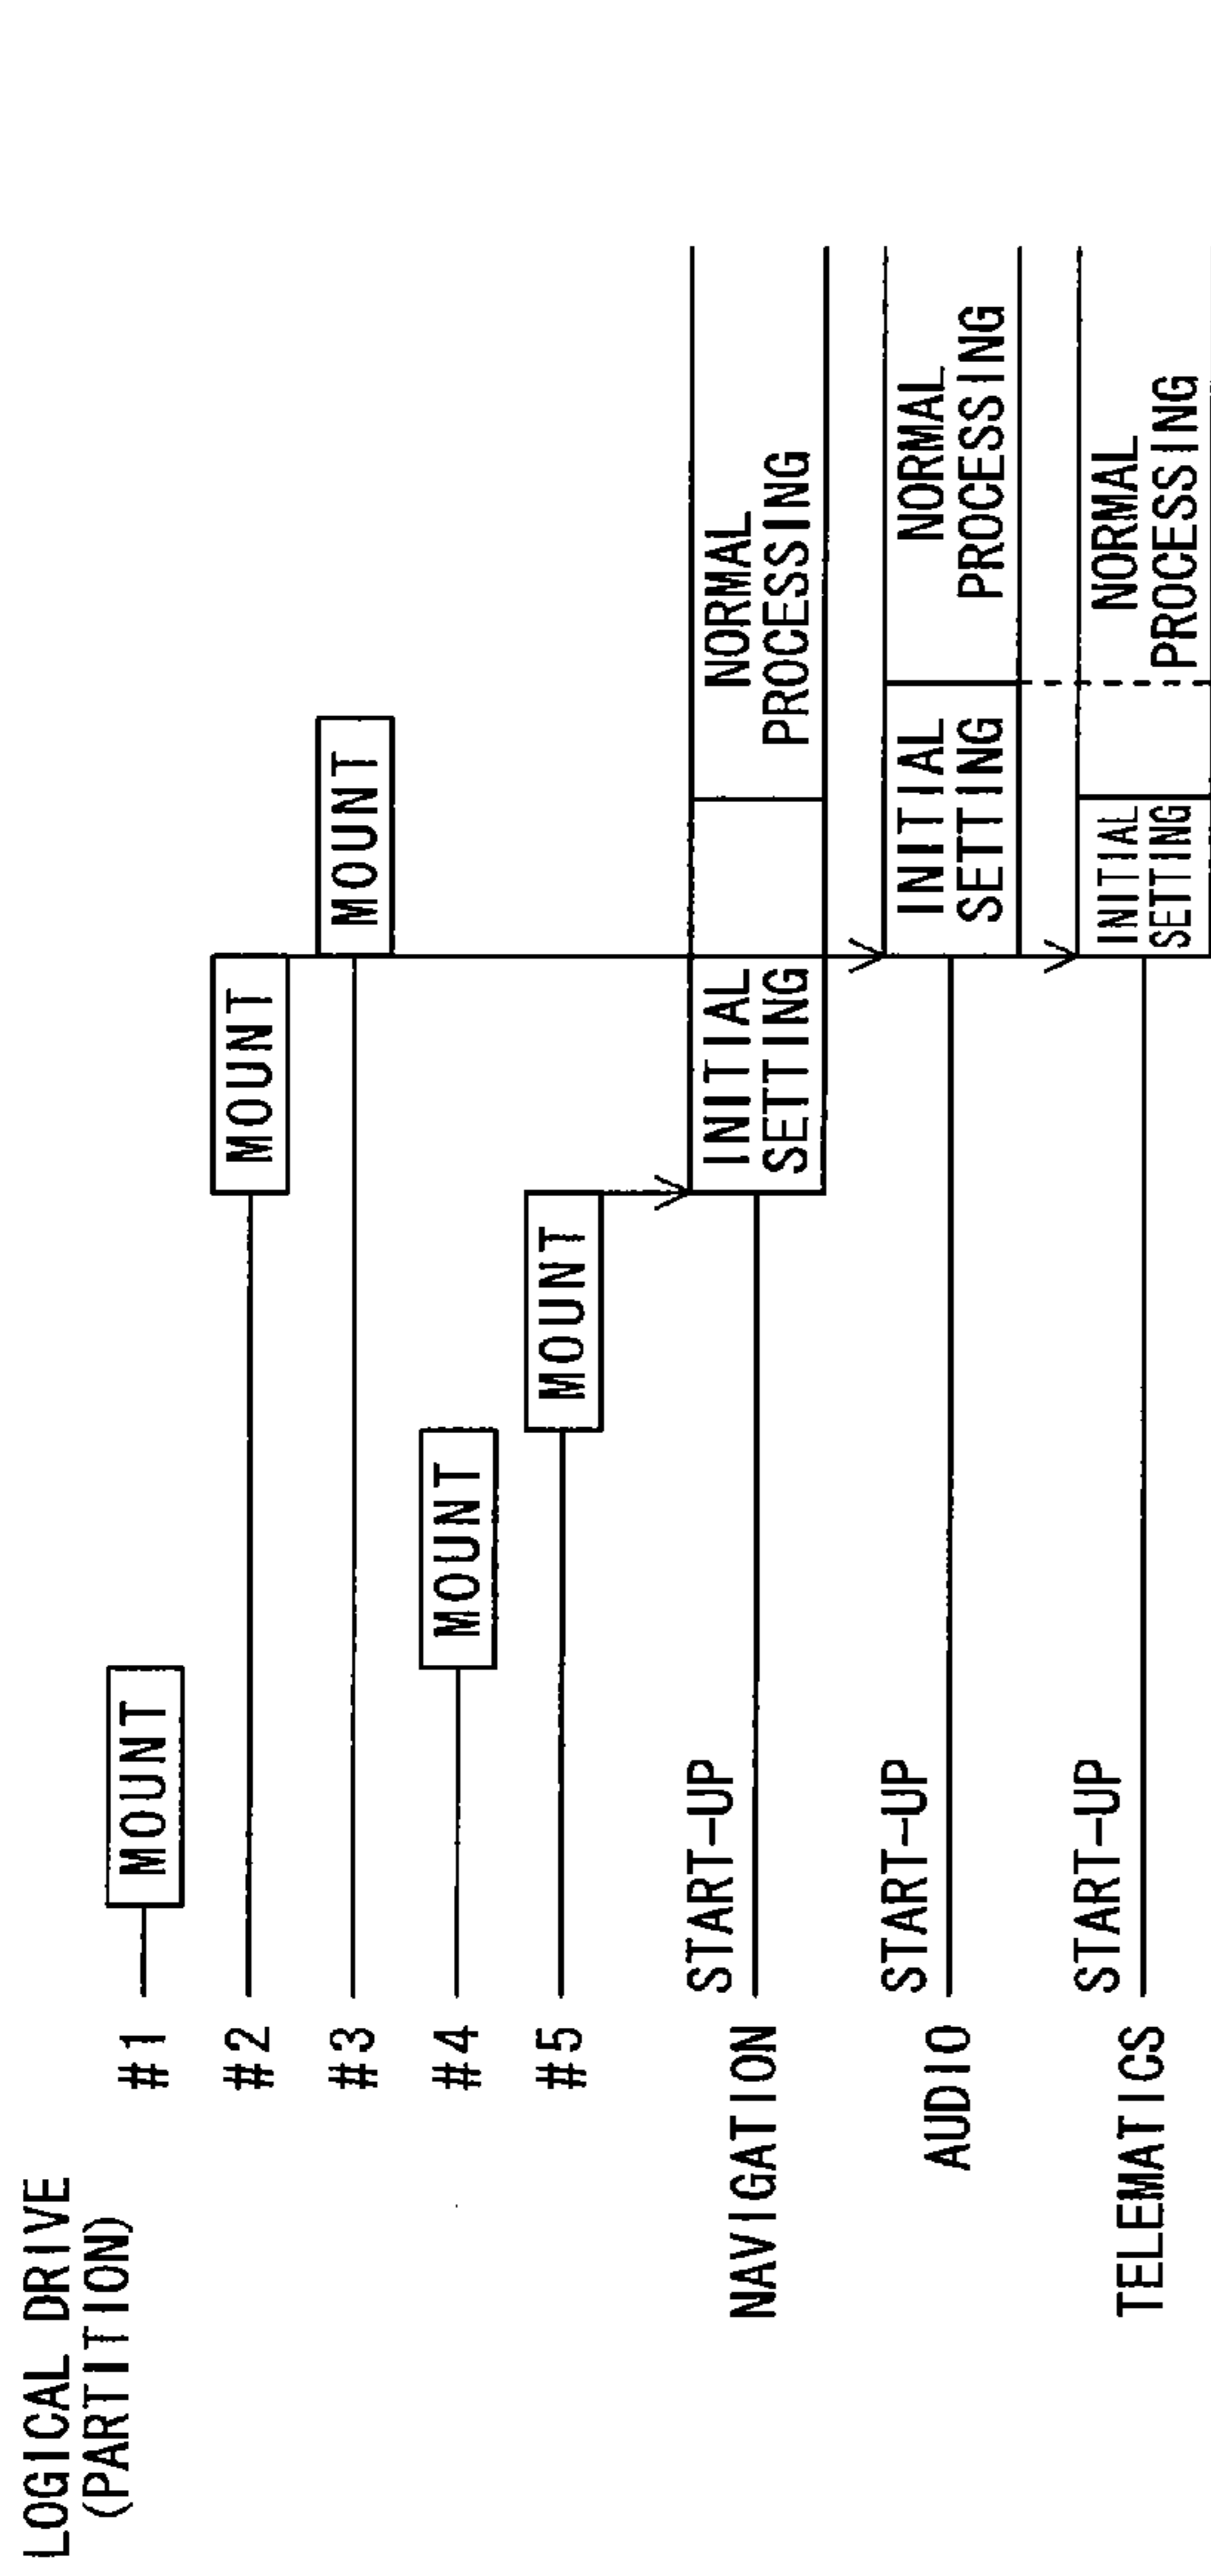 LOGICAL DRIVE
(PARTITION)
#1
MOUNT
#2
MOUNT
#3
MOUNT
#4
MOUNT
#5
MOUNT
NAVIGATION
START-UP
INITIAL
SETTING
NORMAL
PROCESSING
AUDIO
START-UP
INITIAL
SETTING
NORMAL
PROCESSING
TELEMATICS
START-UP
INITIAL
SETTING
NORMAL
PROCESSING